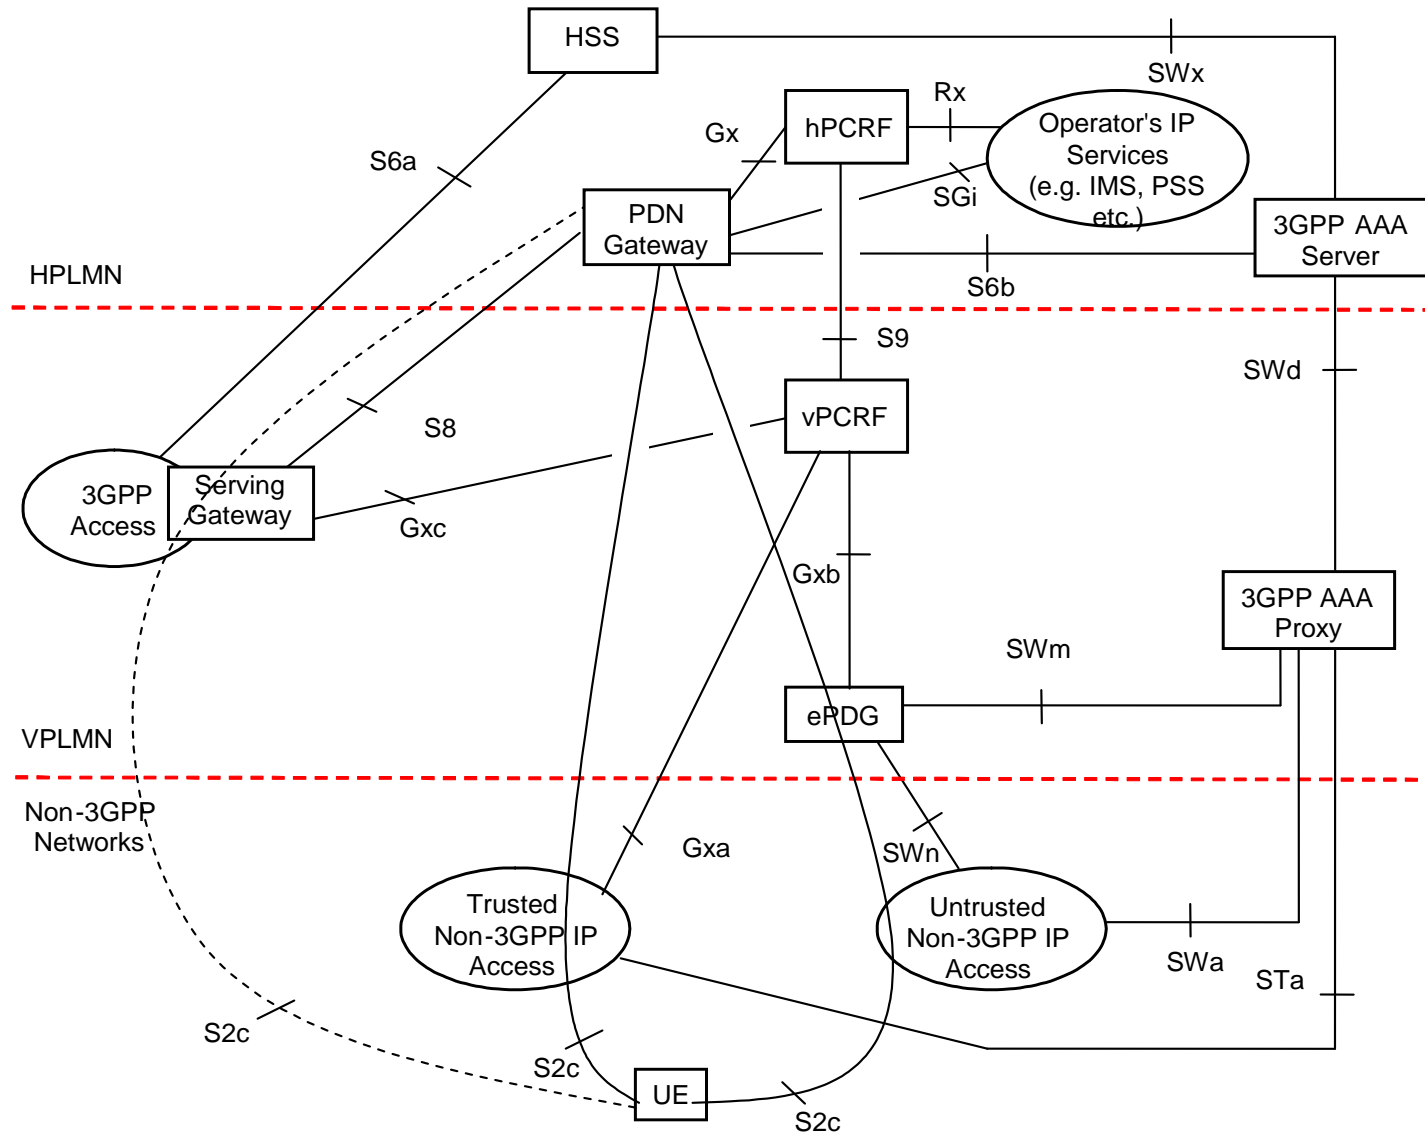 HSS
SWx
Rx
hPCRF
Operator's IP
Services
(e.g. IMS, PSS
etc.)
Gx
S6a
SGi
PDN
Gateway
3GPP AAA
Server
HPLMN
S6b
S9
SWd
vPCRF
S8
3GPP
Access
Serving
Gateway
Gxc
Gxb
3GPP AAA
Proxy
SWm
ePDG
VPLMN
Non-3GPP
Networks
Gxa
SWn
Trusted
Non-3GPP IP
Access
Untrusted
Non-3GPP IP
Access
SWa
STa
S2c
S2c
UE
S2c